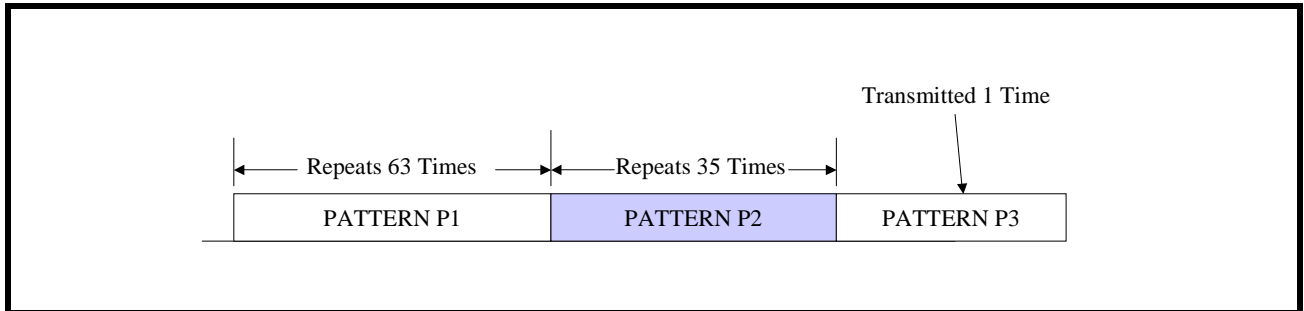 Transmitted 1 Time
Repeats 63 Times
Repeats 35 Times
PATTERN P1
PATTERN P2
PATTERN P3